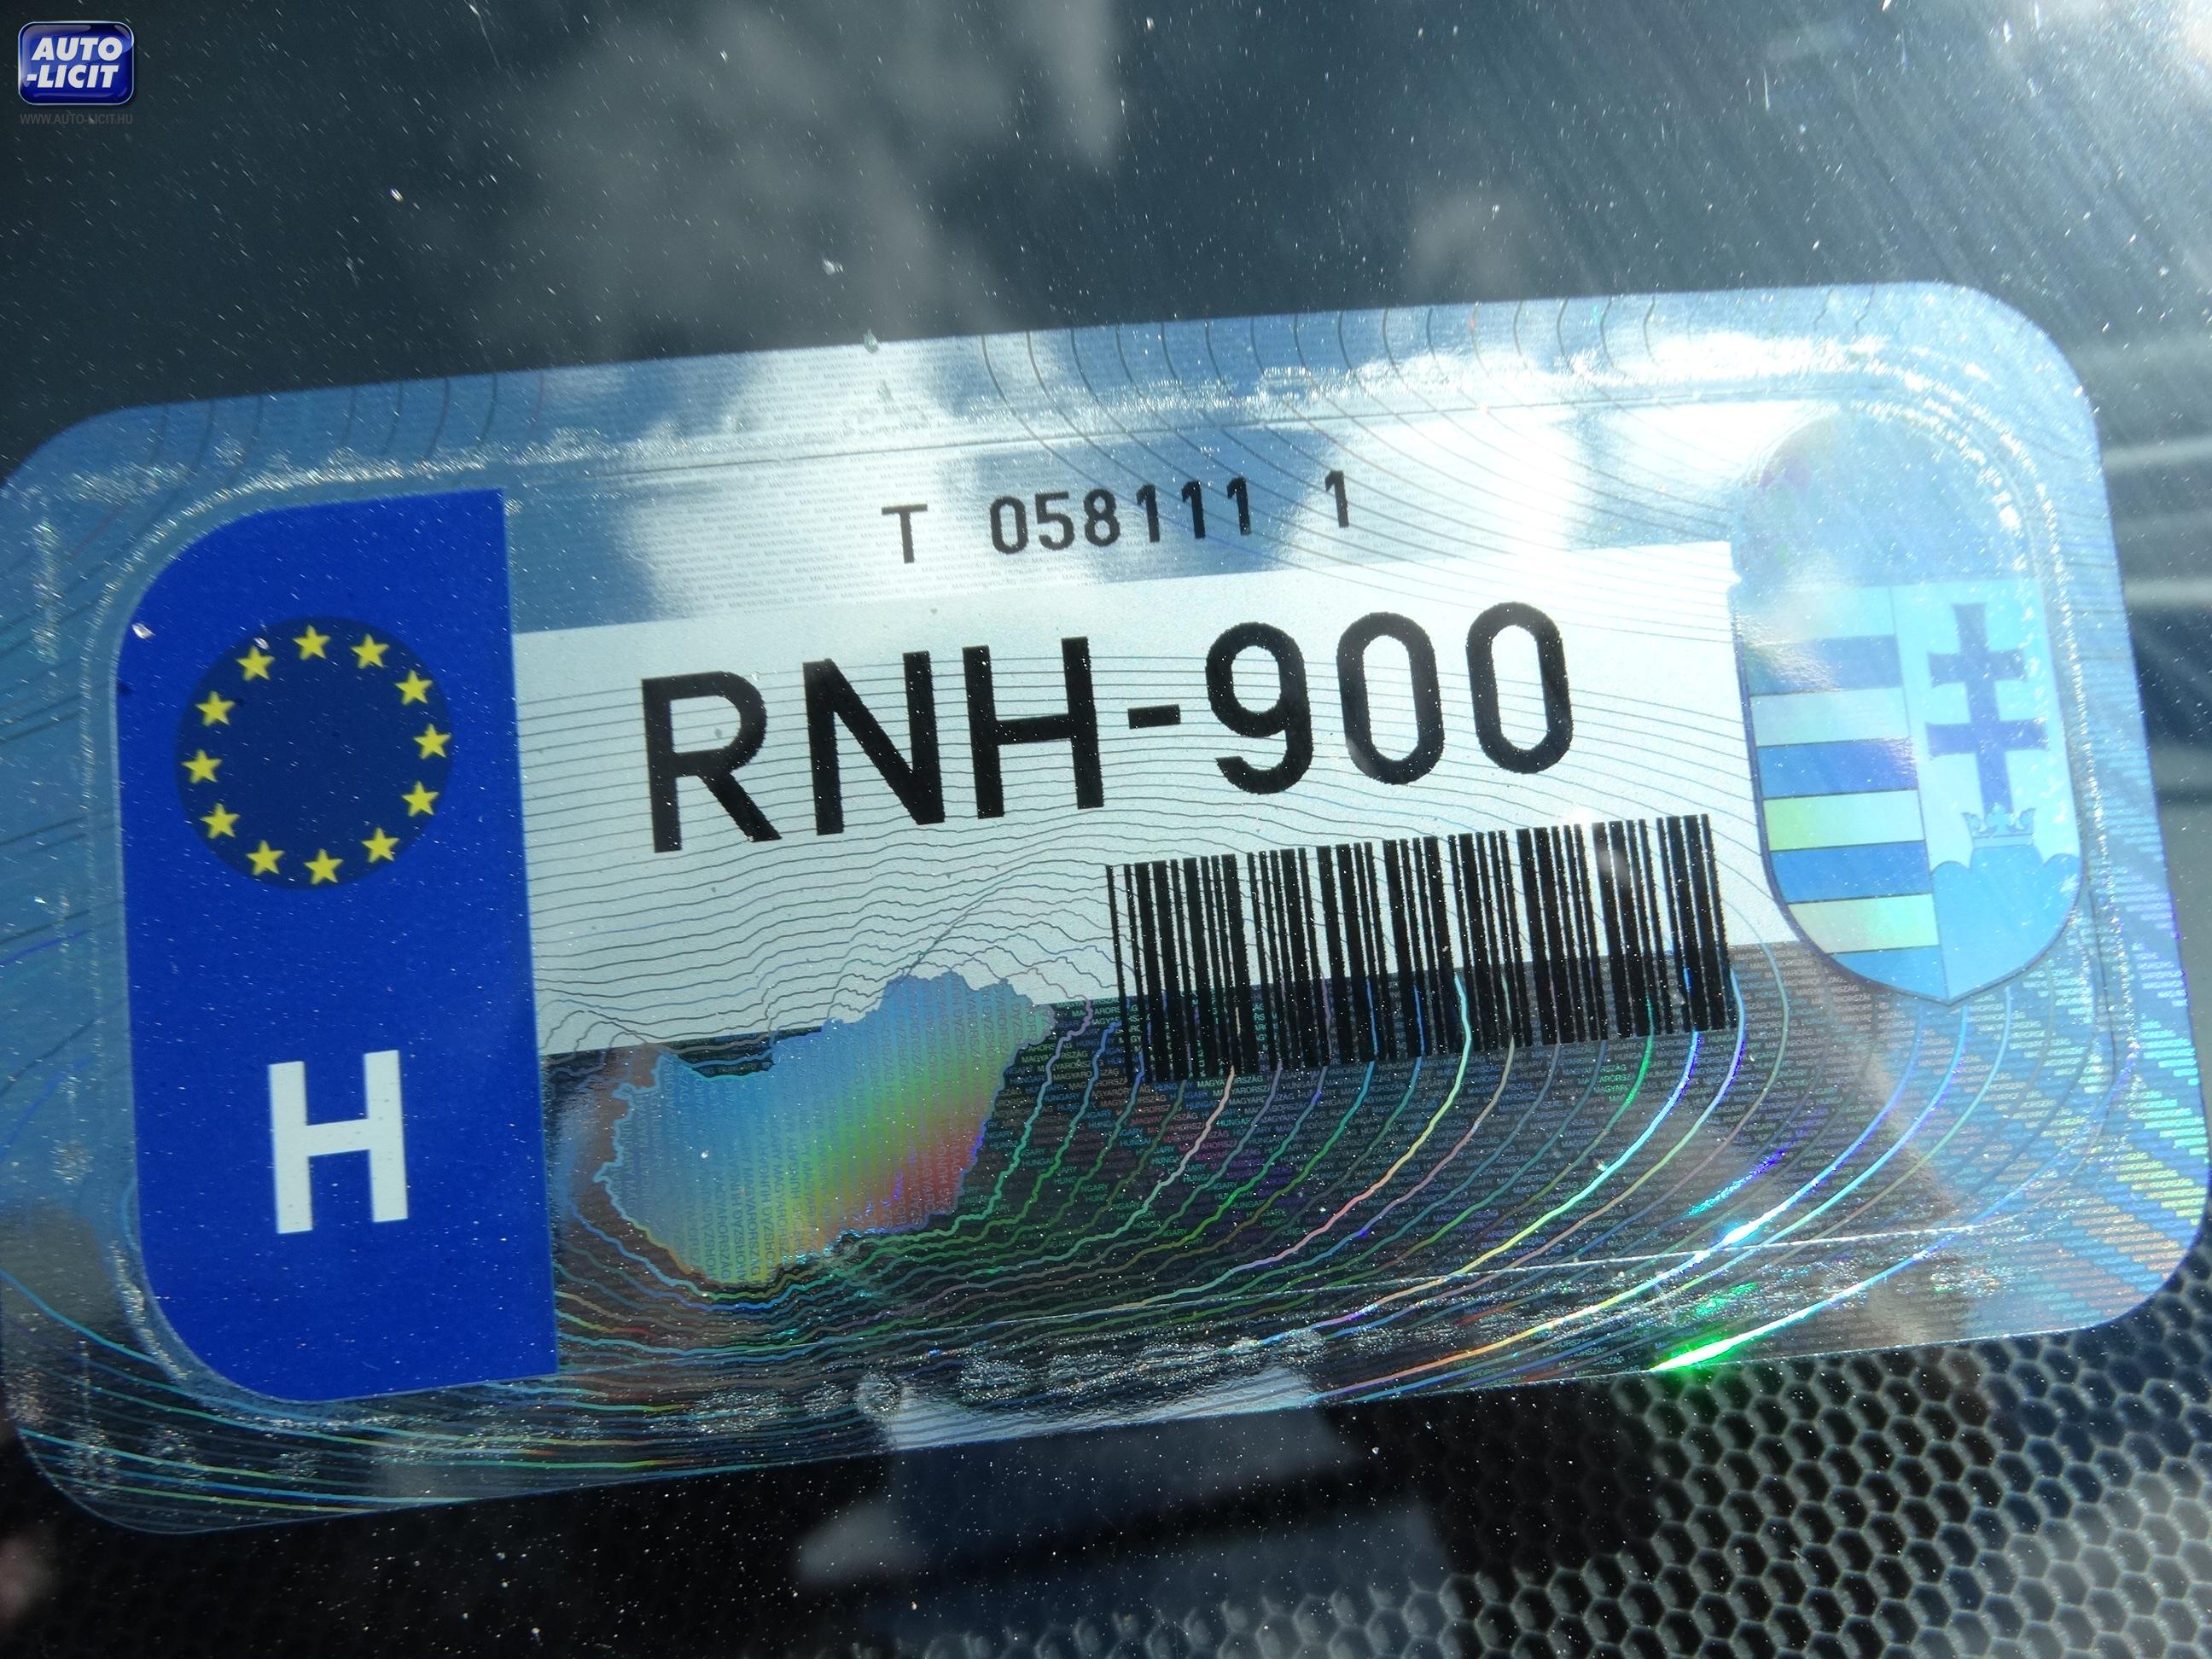 AUTO
-LICIT
WWW.AUTO-LICIT.HU
T 058111 1
RNH-900
H